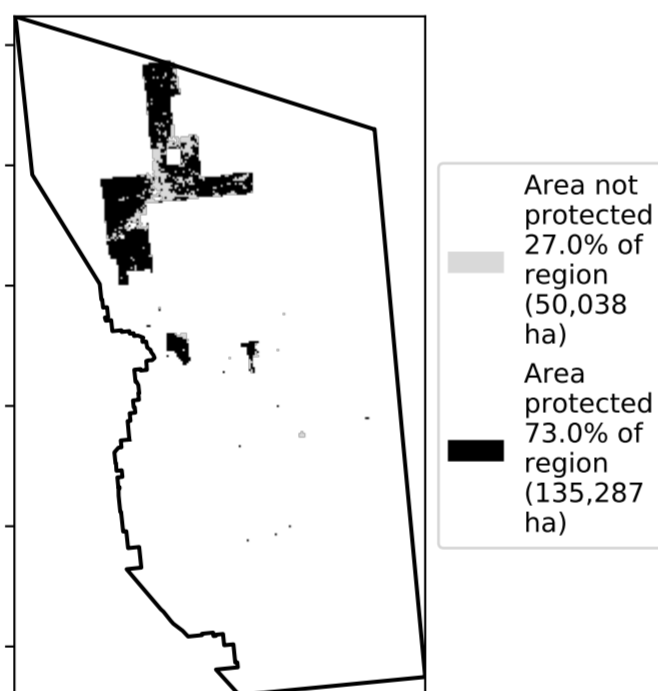 Area not
protected
27.0% of
region
(50,038
ha)
Area
protected
73.0% of
region
(135,287
ha)